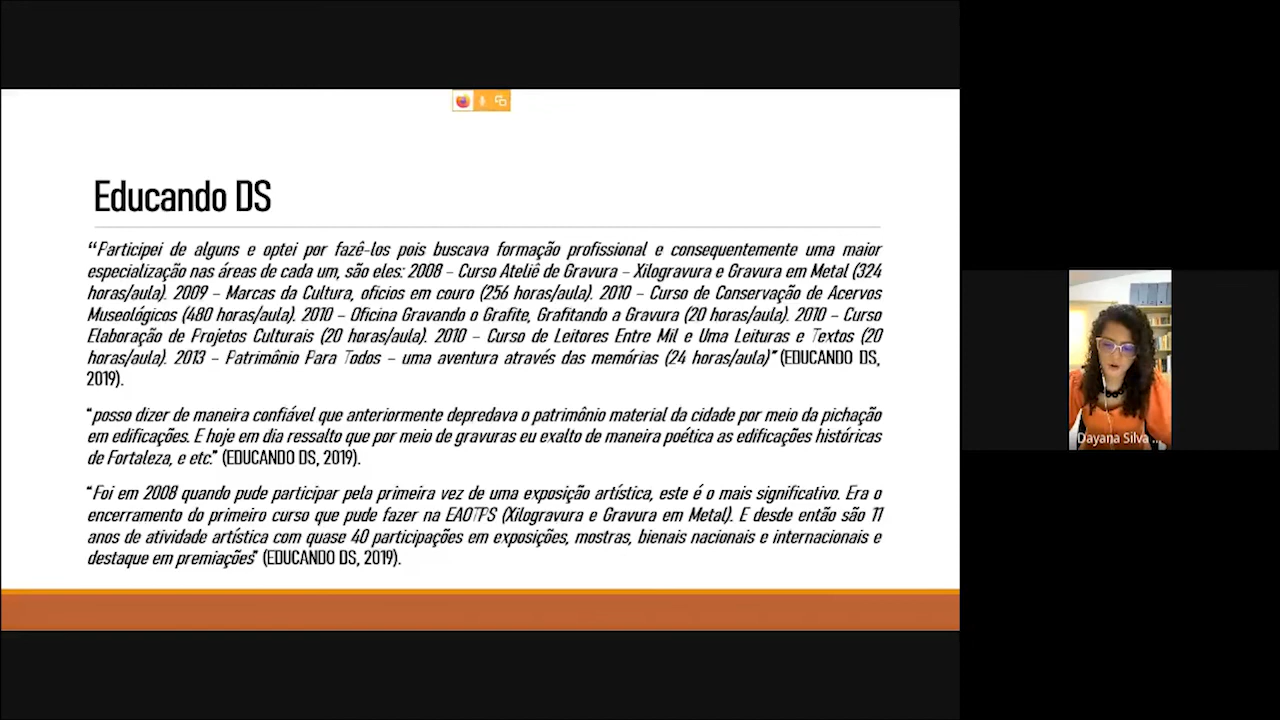 Educando DS
“Participei de alguns e optei por fazê-los pois buscava formação profissional e consequentemente uma maior
especialização nas áreas de cada um, são eles: 2008 – Curso Ateliê de Gravura – Xilogravura e Gravura em Metal (324
horas/aula). 2009 – Marcas da Cultura, ofícios em couro (256 horas/aula). 2010 – Curso de Conservação de Acervos
Museológicos (480 horas/aula). 2010 – Oficina Gravando o Grafite, Grafitando a Gravura (20 horas/aula). 2010 – Curso
Elaboração de Projetos Culturais (20 horas/aula). 2010 – Curso de Leitores Entre Mil e Uma Leituras e Textos (20
horas/aula). 2013 – Patrimônio Para Todos – uma aventura através das memórias (24 horas/aula)” (EDUCANDO DS,
2019).
“posso dizer de maneira confiável que anteriormente depredava o patrimônio material da cidade por meio da pichação
em edificações. E hoje em dia ressalto que por meio de gravuras eu exalto de maneira poética as edificações históricas
de Fortaleza, e etc.” (EDUCANDO DS, 2019).
“Foi em 2008 quando pude participar pela primeira vez de uma exposição artística, este é o mais significativo. Era o
encerramento do primeiro curso que pude fazer na EAOTPS (Xilogravura e Gravura em Metal). E desde então são 11
anos de atividade artística com quase 40 participações em exposições, mostras, bienais nacionais e internacionais e
destaque em premiações” (EDUCANDO DS, 2019).
Dayana Silva ...